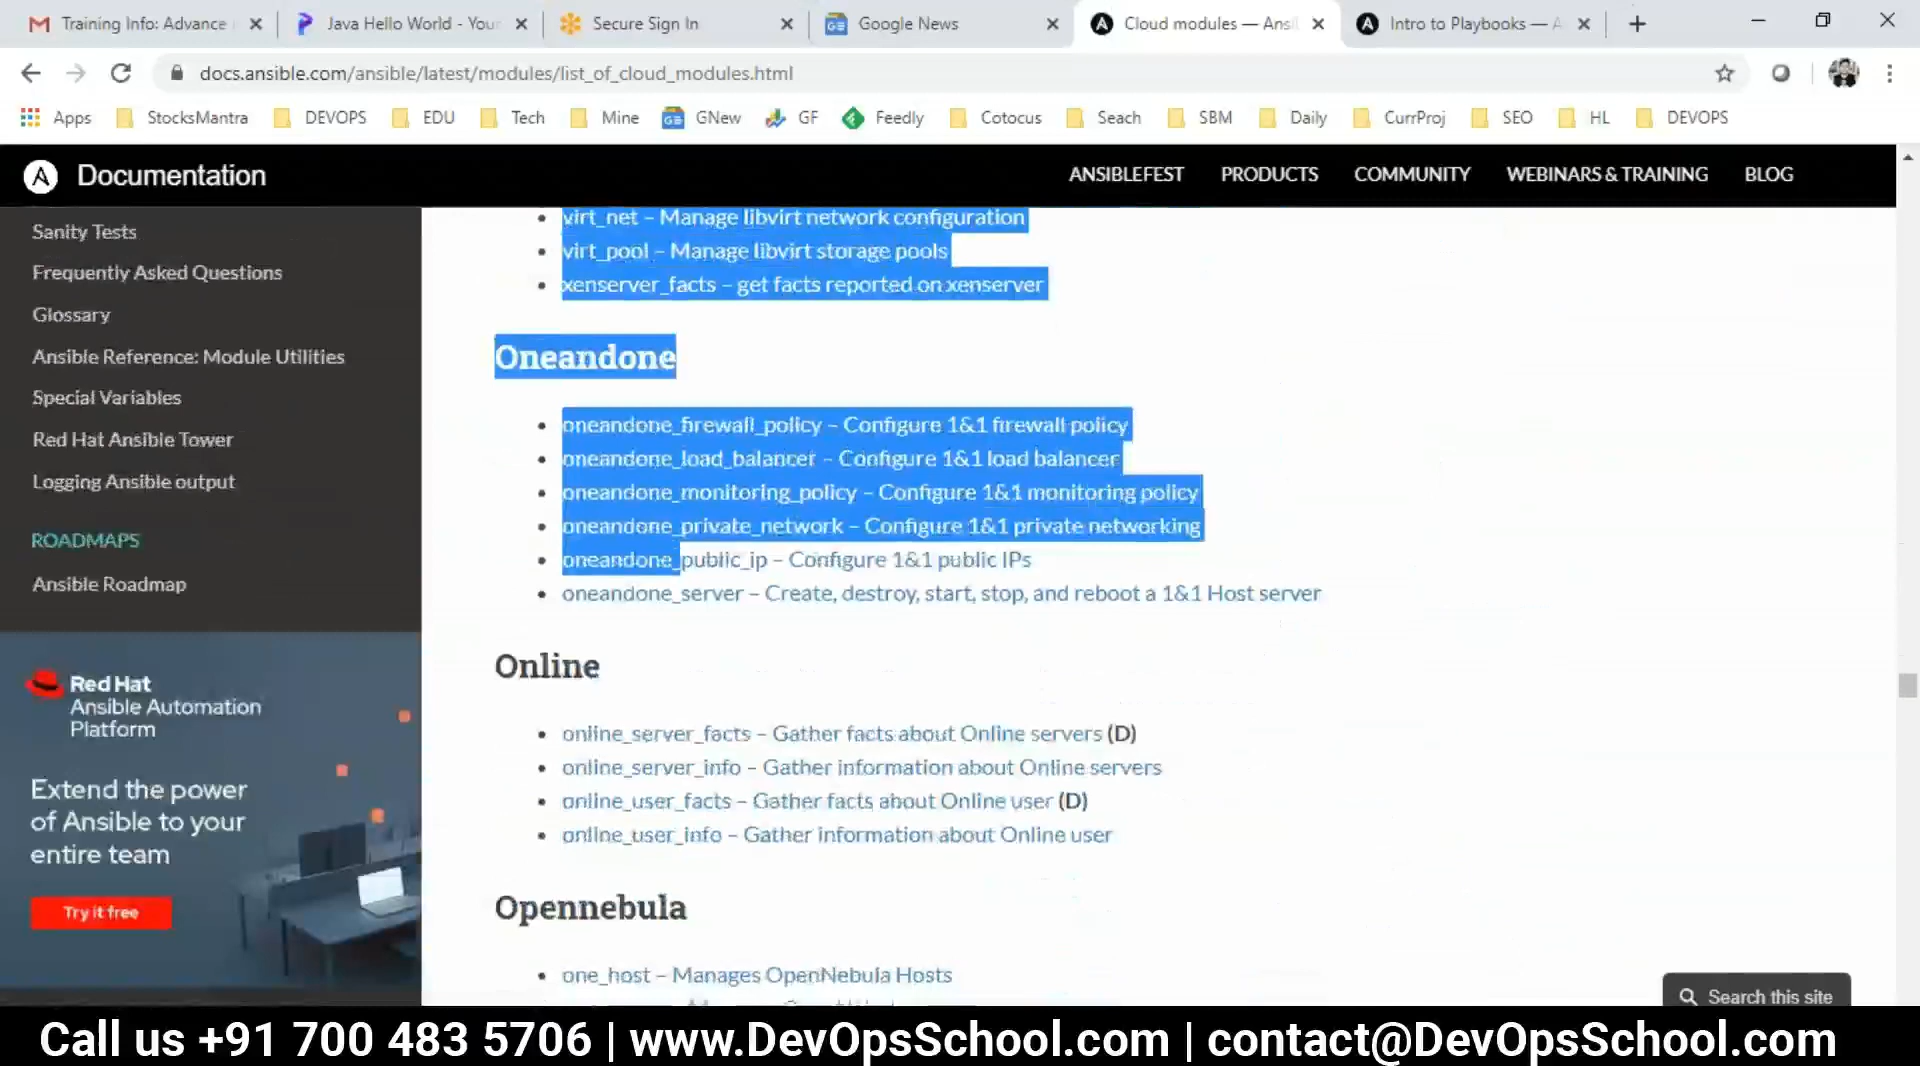 Training Info: Advance
Java Hello World - Your
Secure Sign In
Google News
Cloud modules — Ansi
Intro to Playbooks — A
docs.ansible.com/ansible/latest/modules/list_of_cloud_modules.html
Apps
StocksMantra
DEVOPS
EDU
Tech
Mine
GNew
GF
Feedly
Cotocus
Seach
SBM
Daily
CurrProj
SEO
HL
DEVOPS
Documentation
ANSIBLEFEST
PRODUCTS
COMMUNITY
WEBINARS & TRAINING
BLOG
Sanity Tests
Frequently Asked Questions
Glossary
Ansible Reference: Module Utilities
Special Variables
Red Hat Ansible Tower
Logging Ansible output
ROADMAPS
Ansible Roadmap
Red Hat
Ansible Automation
Platform
Extend the power
of Ansible to your
entire team
Try it free
virt_net – Manage libvirt network configuration
virt_pool – Manage libvirt storage pools
xenserver_facts – get facts reported on xenserver
Oneandone
oneandone_firewall_policy – Configure 1&1 firewall policy
oneandone_load_balancer – Configure 1&1 load balancer
oneandone_monitoring_policy – Configure 1&1 monitoring policy
oneandone_private_network – Configure 1&1 private networking
oneandone_public_ip – Configure 1&1 public IPs
oneandone_server – Create, destroy, start, stop, and reboot a 1&1 Host server
Online
online_server_facts – Gather facts about Online servers (D)
online_server_info – Gather information about Online servers
online_user_facts – Gather facts about Online user (D)
online_user_info – Gather information about Online user
Opennebula
one_host – Manages OpenNebula Hosts
Search this site
Call us +91 700 483 5706 | www.DevOpsSchool.com | contact@DevOpsSchool.com